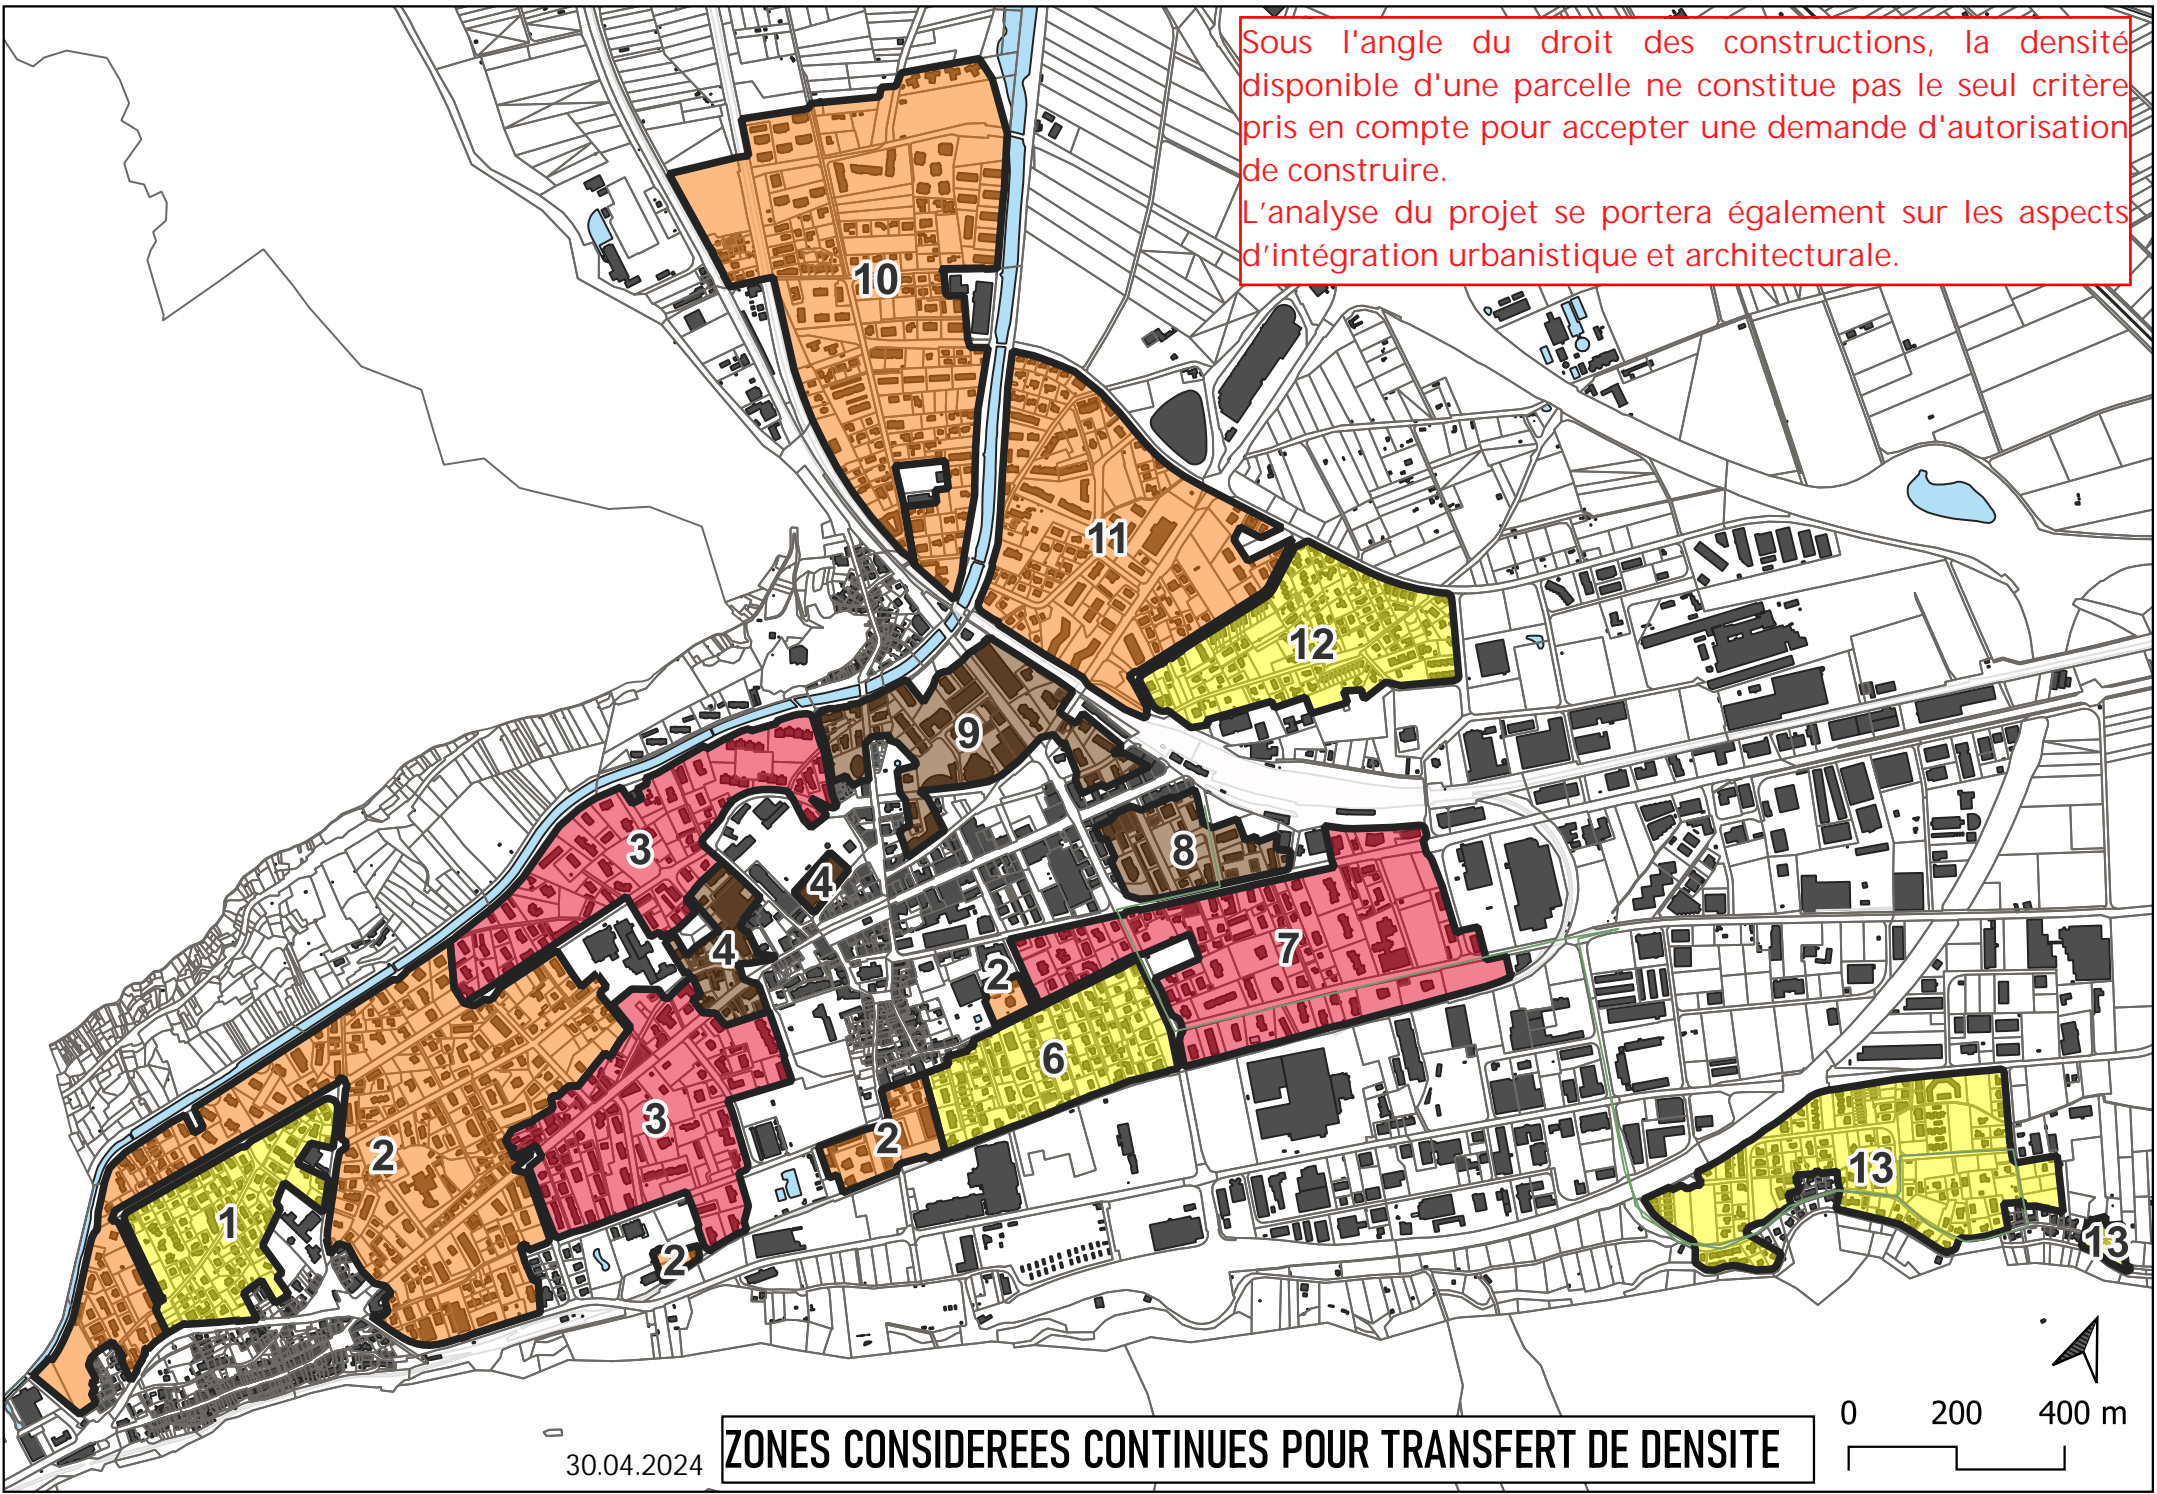 Sous l'angle du droit des constructions, la densité
disponible d'une parcelle ne constitue pas le seul critère
pris en compte pour accepter une demande d'autorisation
de construire.
L'analyse du projet se portera également sur les aspects
d'intégration urbanistique et architecturale.
10
11
12
9
3
8
4
4
7
2
6
3
2
2
1
13
13
2
0 200 400 m
30.04.2024
ZONES CONSIDEREES CONTINUES POUR TRANSFERT DE DENSITE